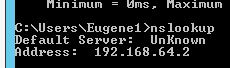 Minimum = 0ms, Maximum
C:\Users\Eugene1>nslookup
Default Server:  UnKnown
Address:  192.168.64.2